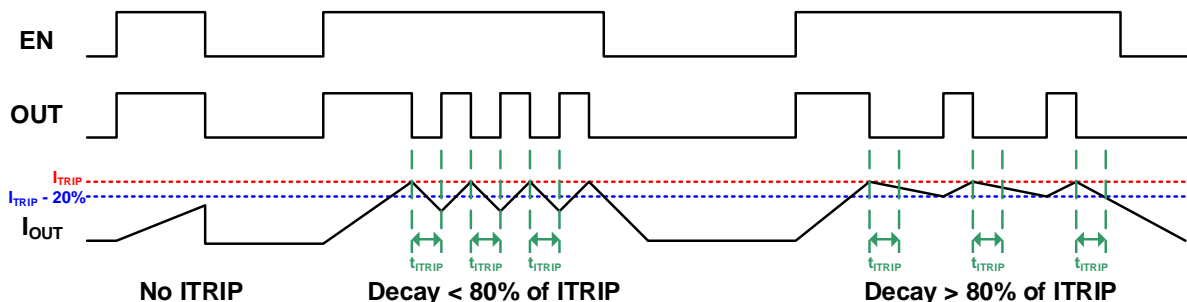 EN
OUT
ITRIP
ITRIP - 20%
IOUT
tITRIP tITRIP tITRIP tITRIP tITRIP tITRIP
No ITRIP Decay < 80% of ITRIP Decay > 80% of ITRIP